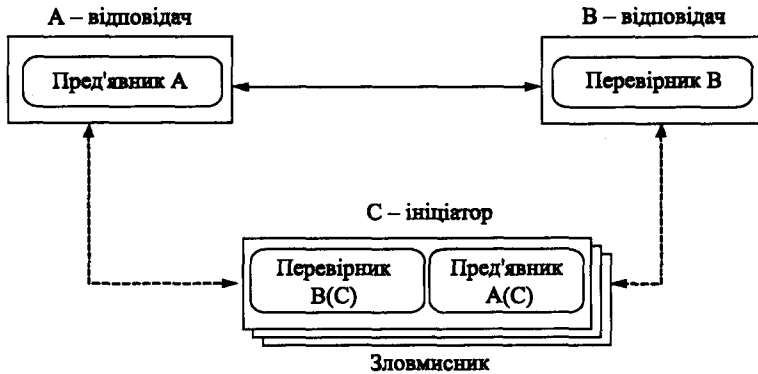 A – відповідач
B – відповідач
Пред'явник A
Перевірник B
C – ініціатор
Перевірник
B(C)
Пред'явник
A(C)
Зловмисник